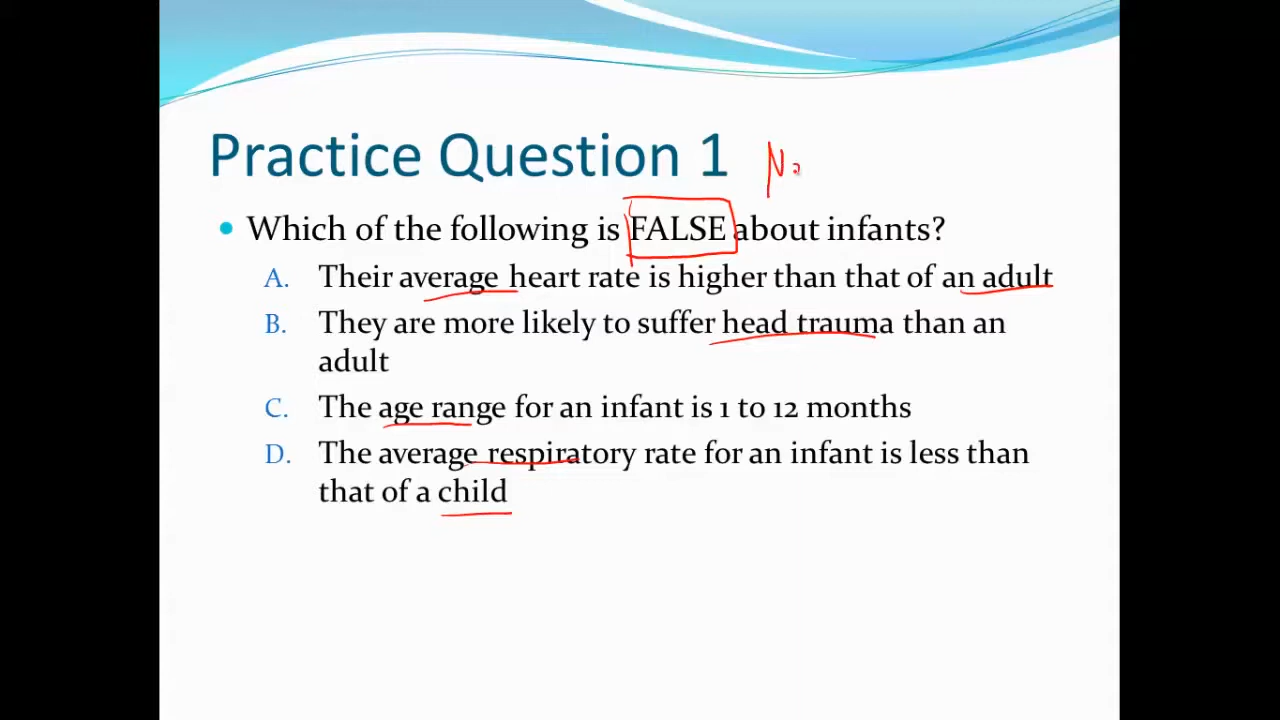 Practice Question 1
Which of the following is FALSE about infants?
A. Their average heart rate is higher than that of an adult
B. They are more likely to suffer head trauma than an
adult
C. The age range for an infant is 1 to 12 months
D. The average respiratory rate for an infant is less than
that of a child